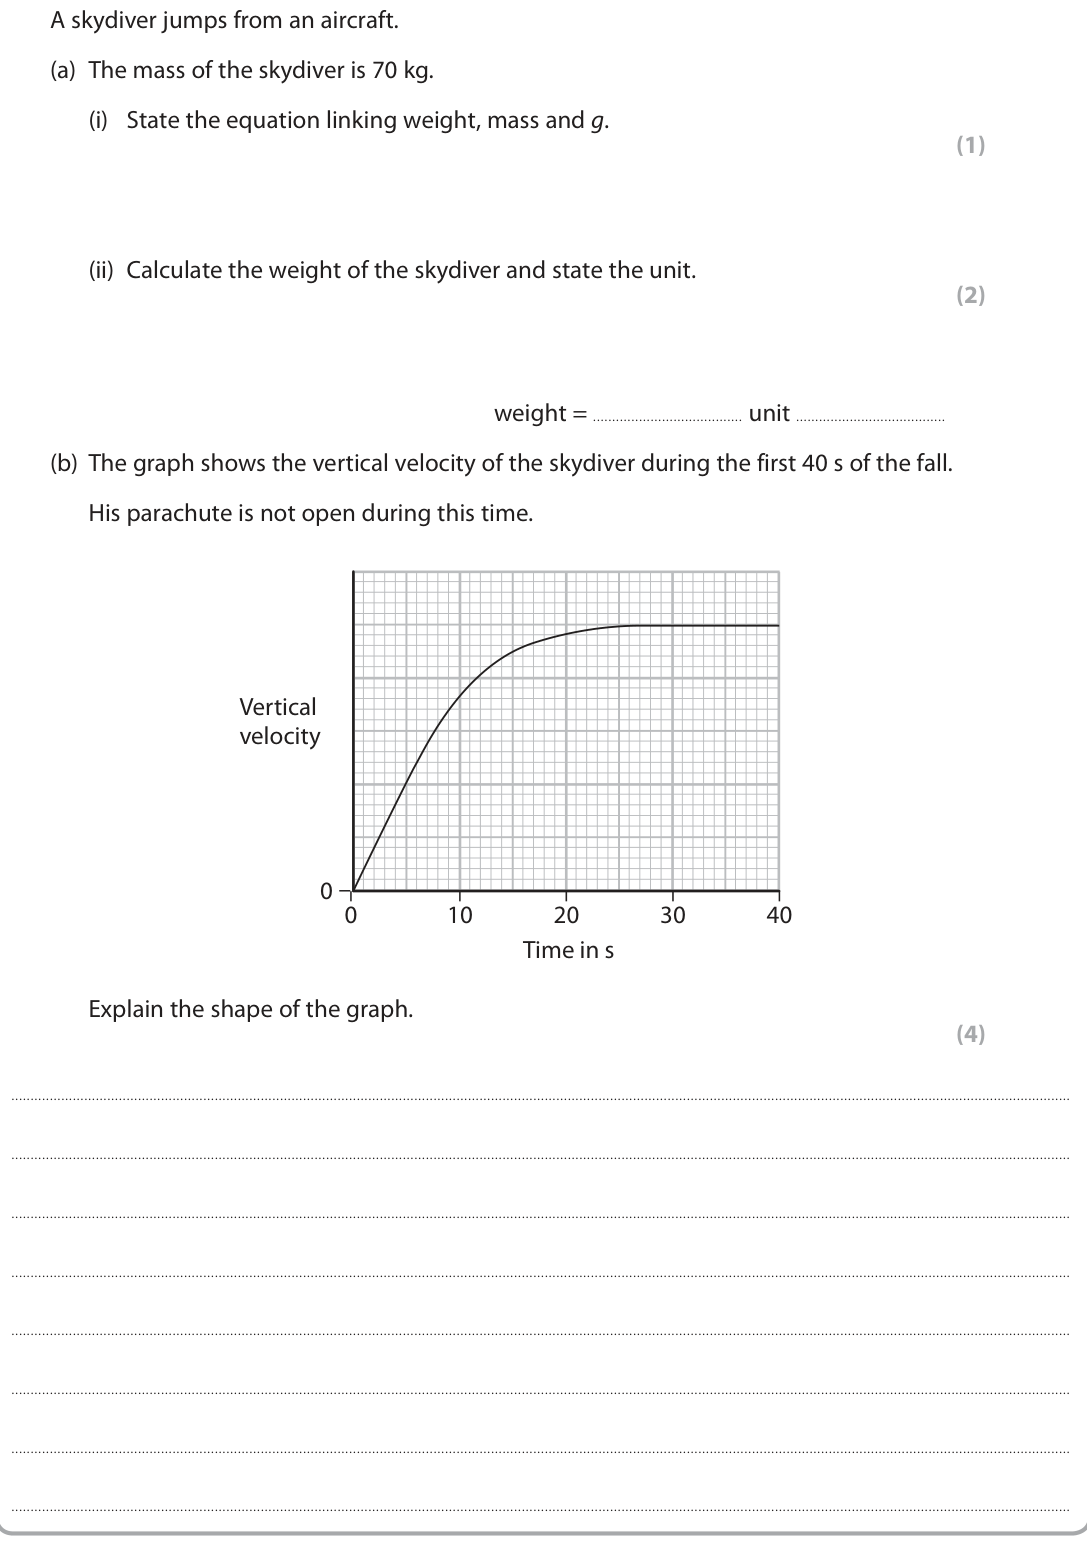 A skydiver jumps from an aircraft.
(a) The mass of the skydiver is 70 kg.
(i) State the equation linking weight, mass and g.
(1)
(ii) Calculate the weight of the skydiver and state the unit.
(2)
weight = ........................................ unit ........................................
(b) The graph shows the vertical velocity of the skydiver during the first 40 s of the fall.
His parachute is not open during this time.
Vertical
velocity
0
0 10 20 30 40
Time in s
Explain the shape of the graph.
(4)